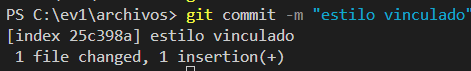 PS C:\ev1\archivos> git commit -m "estilo vinculado"
[index 25c398a] estilo vinculado
 1 file changed, 1 insertion(+)